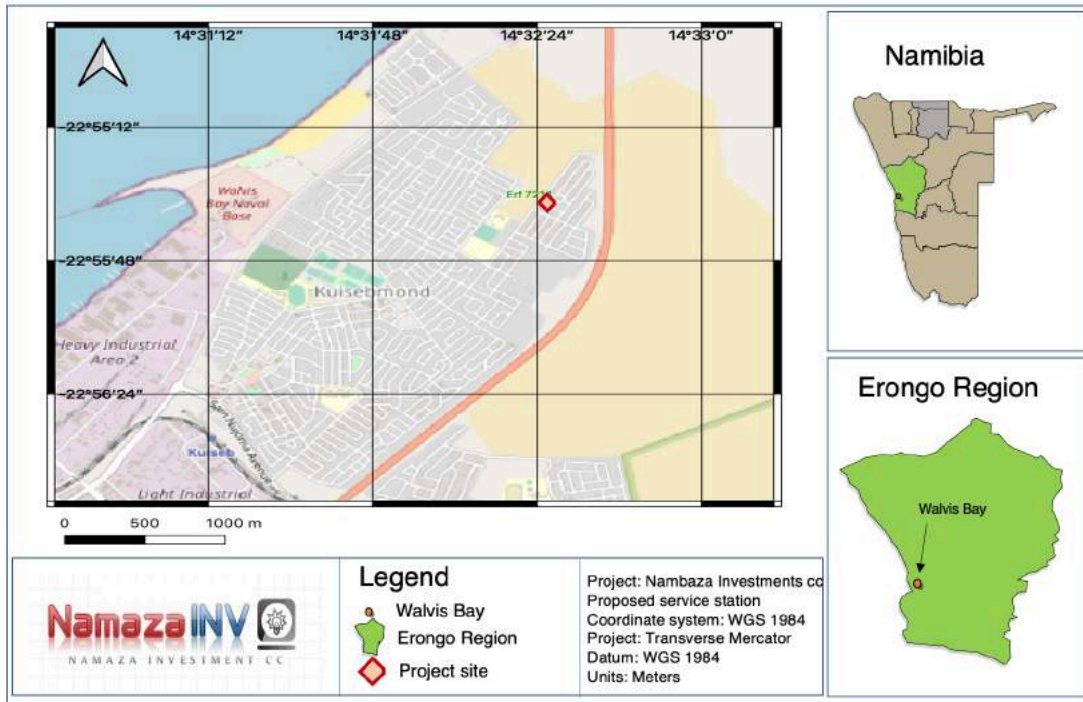 14°31'12"
14°31'48"
14°32'24"
14°33'0"
-22°55'12"
-22°55'48"
-22°56'24"
Walvis
Bay Naval
Base
Erf
Kuisebmond
Heavy Industrial
Area 2
Sam Nujoma Avenue
Kuiseb
Light Industrial
0 500 1000 m
Namibia
Erongo Region
Walvis Bay
Namaza INV
NAMAZA INVESTMENT CC
Legend
Walvis Bay
Erongo Region
Project site
Project: Nambaza Investments cc
Proposed service station
Coordinate system: WGS 1984
Project: Transverse Mercator
Datum: WGS 1984
Units: Meters